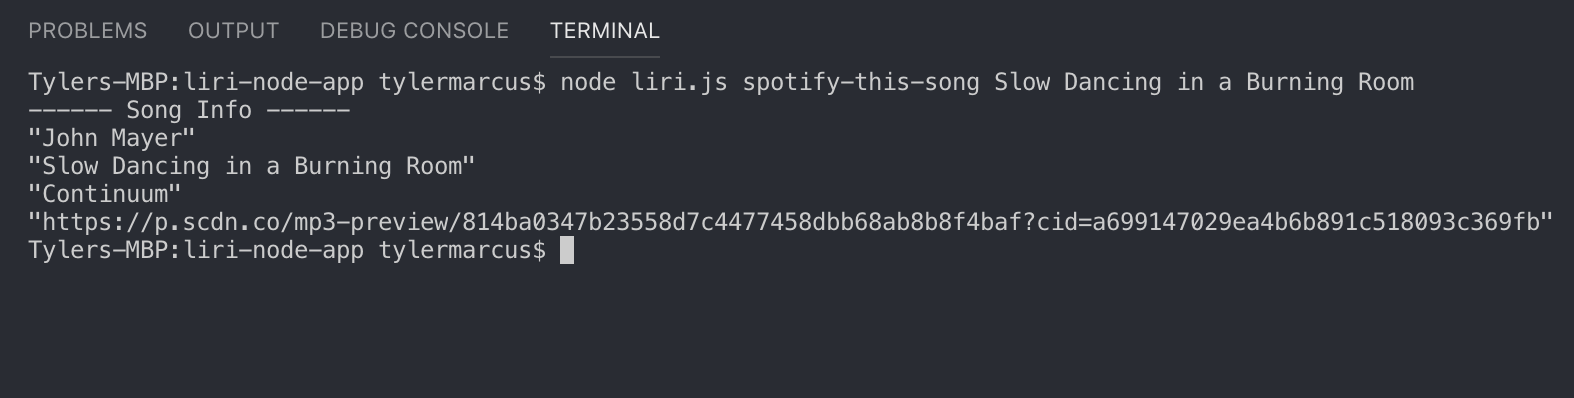 PROBLEMS OUTPUT DEBUG CONSOLE TERMINAL
Tylers-MBP:liri-node-app tylermarcus$ node liri.js spotify-this-song Slow Dancing in a Burning Room
------ Song Info ------
"John Mayer"
"Slow Dancing in a Burning Room"
"Continuum"
"https://p.scdn.co/mp3-preview/814ba0347b23558d7c4477458dbb68ab8b8f4baf?cid=a699147029ea4b6b891c518093c369fb"
Tylers-MBP:liri-node-app tylermarcus$